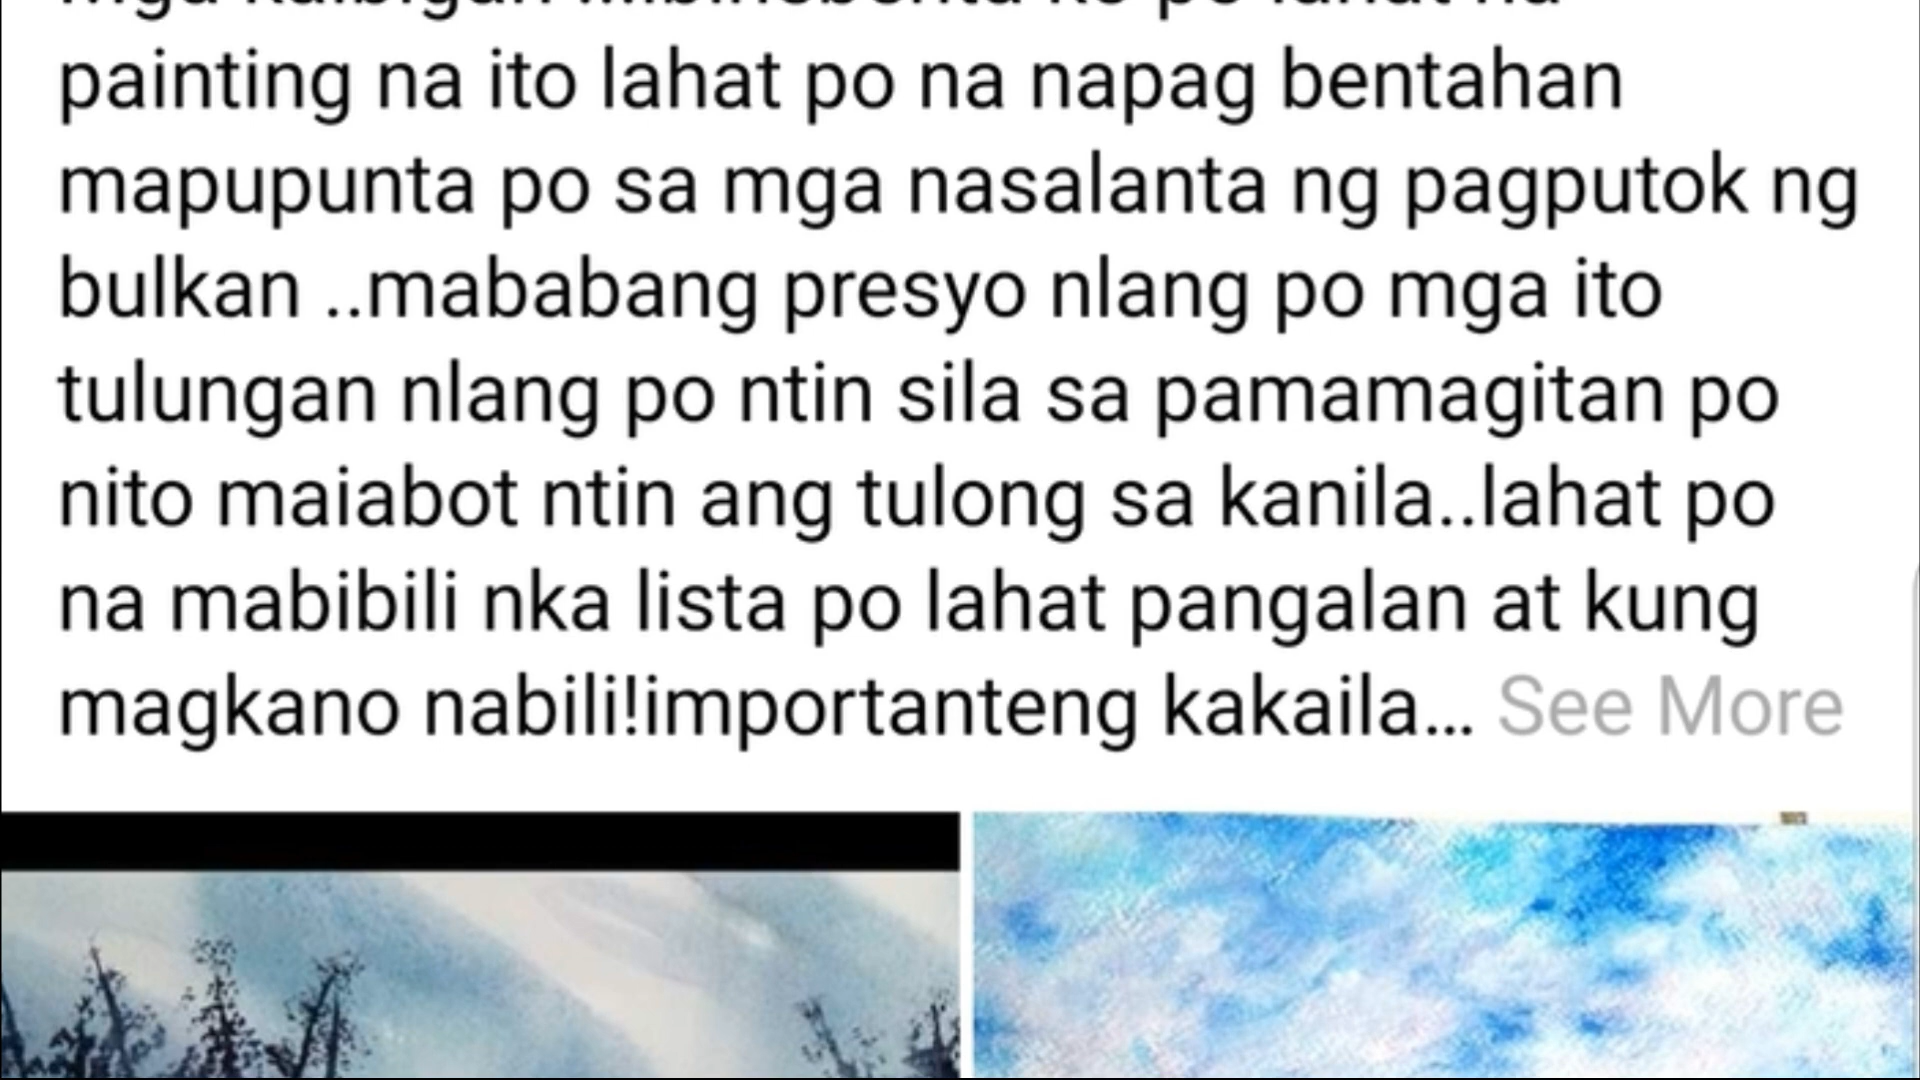 painting na ito lahat po na napag bentahan
mapupunta po sa mga nasalanta ng pagputok ng
bulkan ..mababang presyo nlang po mga ito
tulungan nlang po ntin sila sa pamamagitan po
nito maiabot ntin ang tulong sa kanila..lahat po
na mabibili nka lista po lahat pangalan at kung
magkano nabili!importanteng kakaila... See More